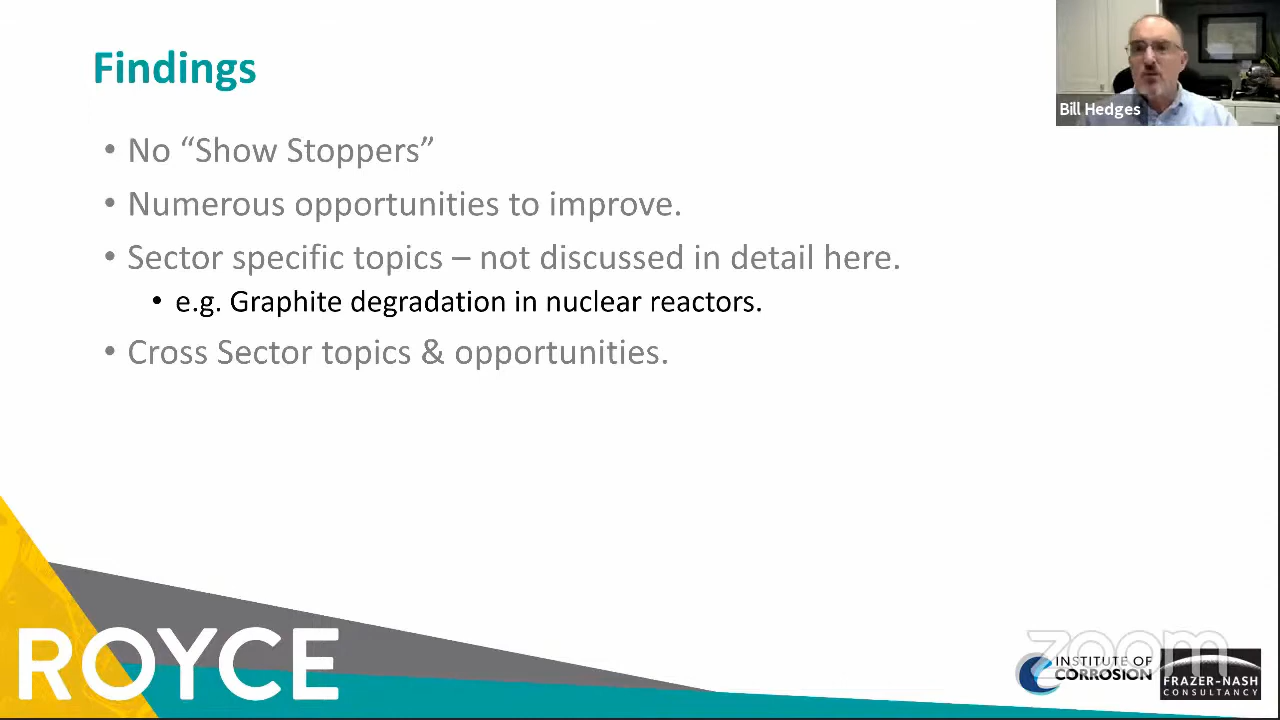 Findings
• No “Show Stoppers”
• Numerous opportunities to improve.
• Sector specific topics – not discussed in detail here.
• e.g. Graphite degradation in nuclear reactors.
• Cross Sector topics & opportunities.
Bill Hedges
ROYCE
zoom
INSTITUTE OF
CORROSION
FRAZER-NASH
CONSULTANCY